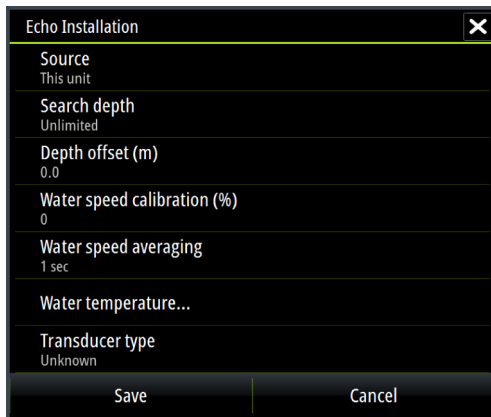 Echo Installation
Source
This unit
Search depth
Unlimited
Depth offset (m)
0.0
Water speed calibration (%)
0
Water speed averaging
1 sec
Water temperature...
Transducer type
Unknown
Save Cancel